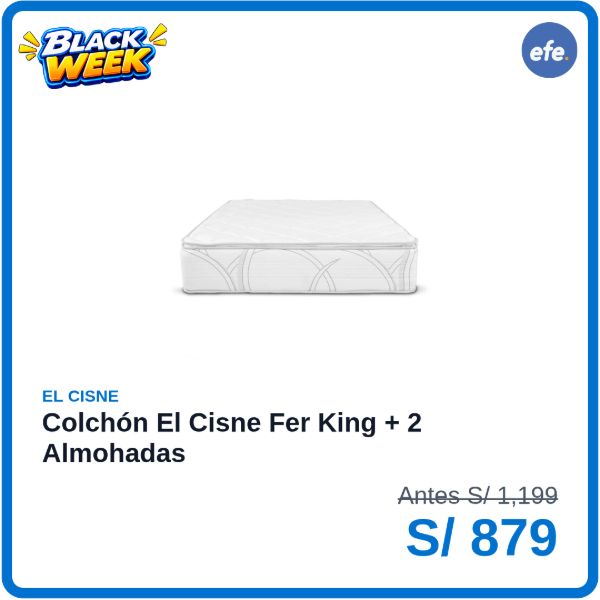 BLACK
WEEK
efe.
EL CISNE
Colchón El Cisne Fer King + 2
Almohadas
Antes S/ 1,199
S/ 879